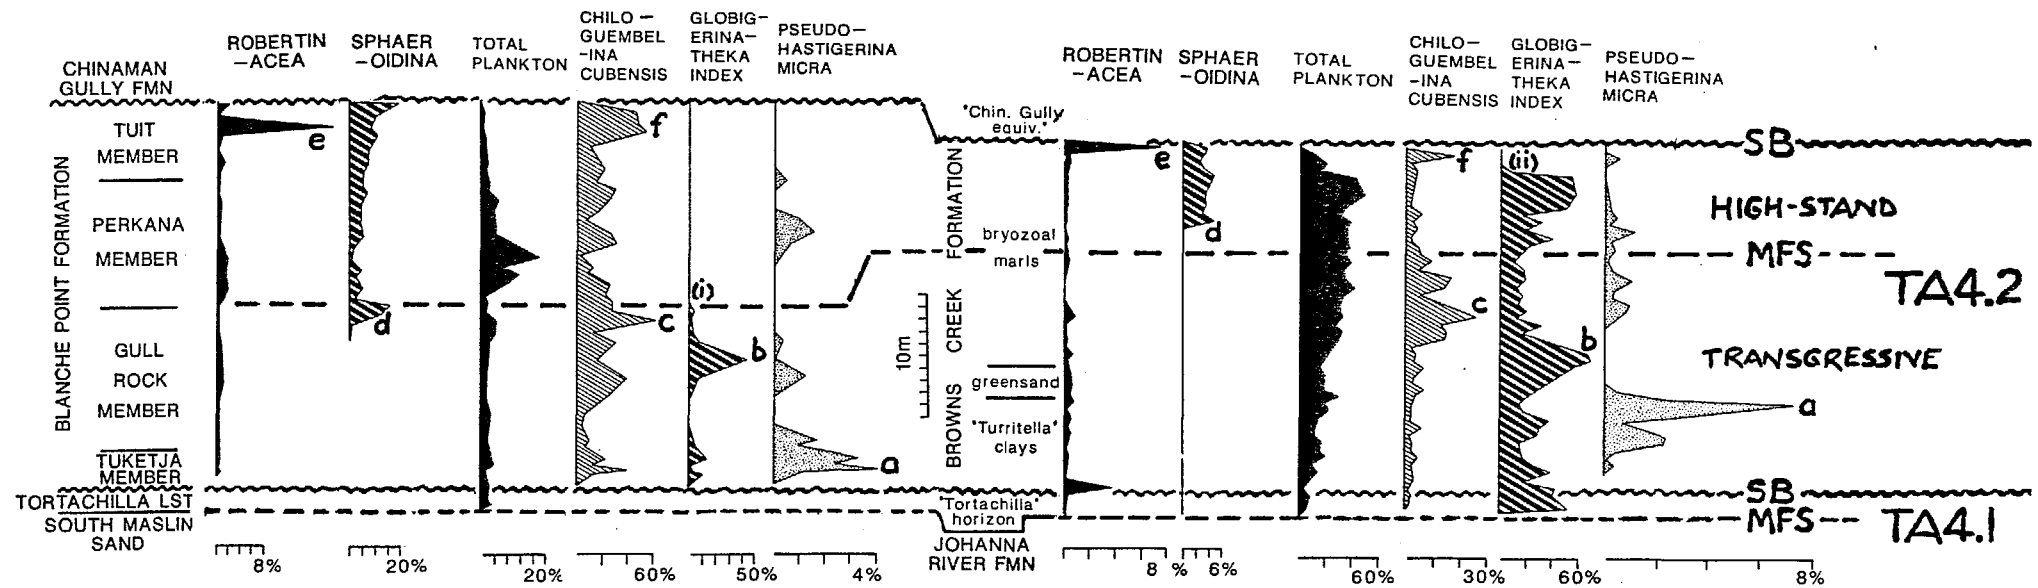 ROBERTIN
-ACEA
SPHAER
-OIDINA
TOTAL
PLANKTON
CHILO-
GUEMBEL
-INA
CUBENSIS
GLOBIG-
ERINA-
THEKA
INDEX
PSEUDO-
HASTIGERINA
MICRA
ROBERTIN
-ACEA
SPHAER
-OIDINA
TOTAL
PLANKTON
CHILO-
GUEMBEL
-INA
CUBENSIS
GLOBIG-
ERINA-
THEKA
INDEX
PSEUDO-
HASTIGERINA
MICRA
CHINAMAN
GULLY FMN
BLANCHE POINT FORMATION
TUIT
MEMBER
PERKANA
MEMBER
GULL
ROCK
MEMBER
TUKETJA
MEMBER
TORTACHILLA LST
SOUTH MASLIN
SAND
e
d
f
c
(i)
b
a
8%
20%
20%
60%
50%
4%
"Chin. Gully
equiv."
BROWNS CREEK FORMATION
bryozoal
marls
10m
greensand
"Turritella"
clays
"Tortachilla"
horizon
JOHANNA
RIVER FMN
e
d
f
c
(ii)
b
a
8 %
6%
60%
30%
60%
8%
SB
HIGH-STAND
MFS
TA4.2
TRANSGRESSIVE
SB
MFS
TA4.1